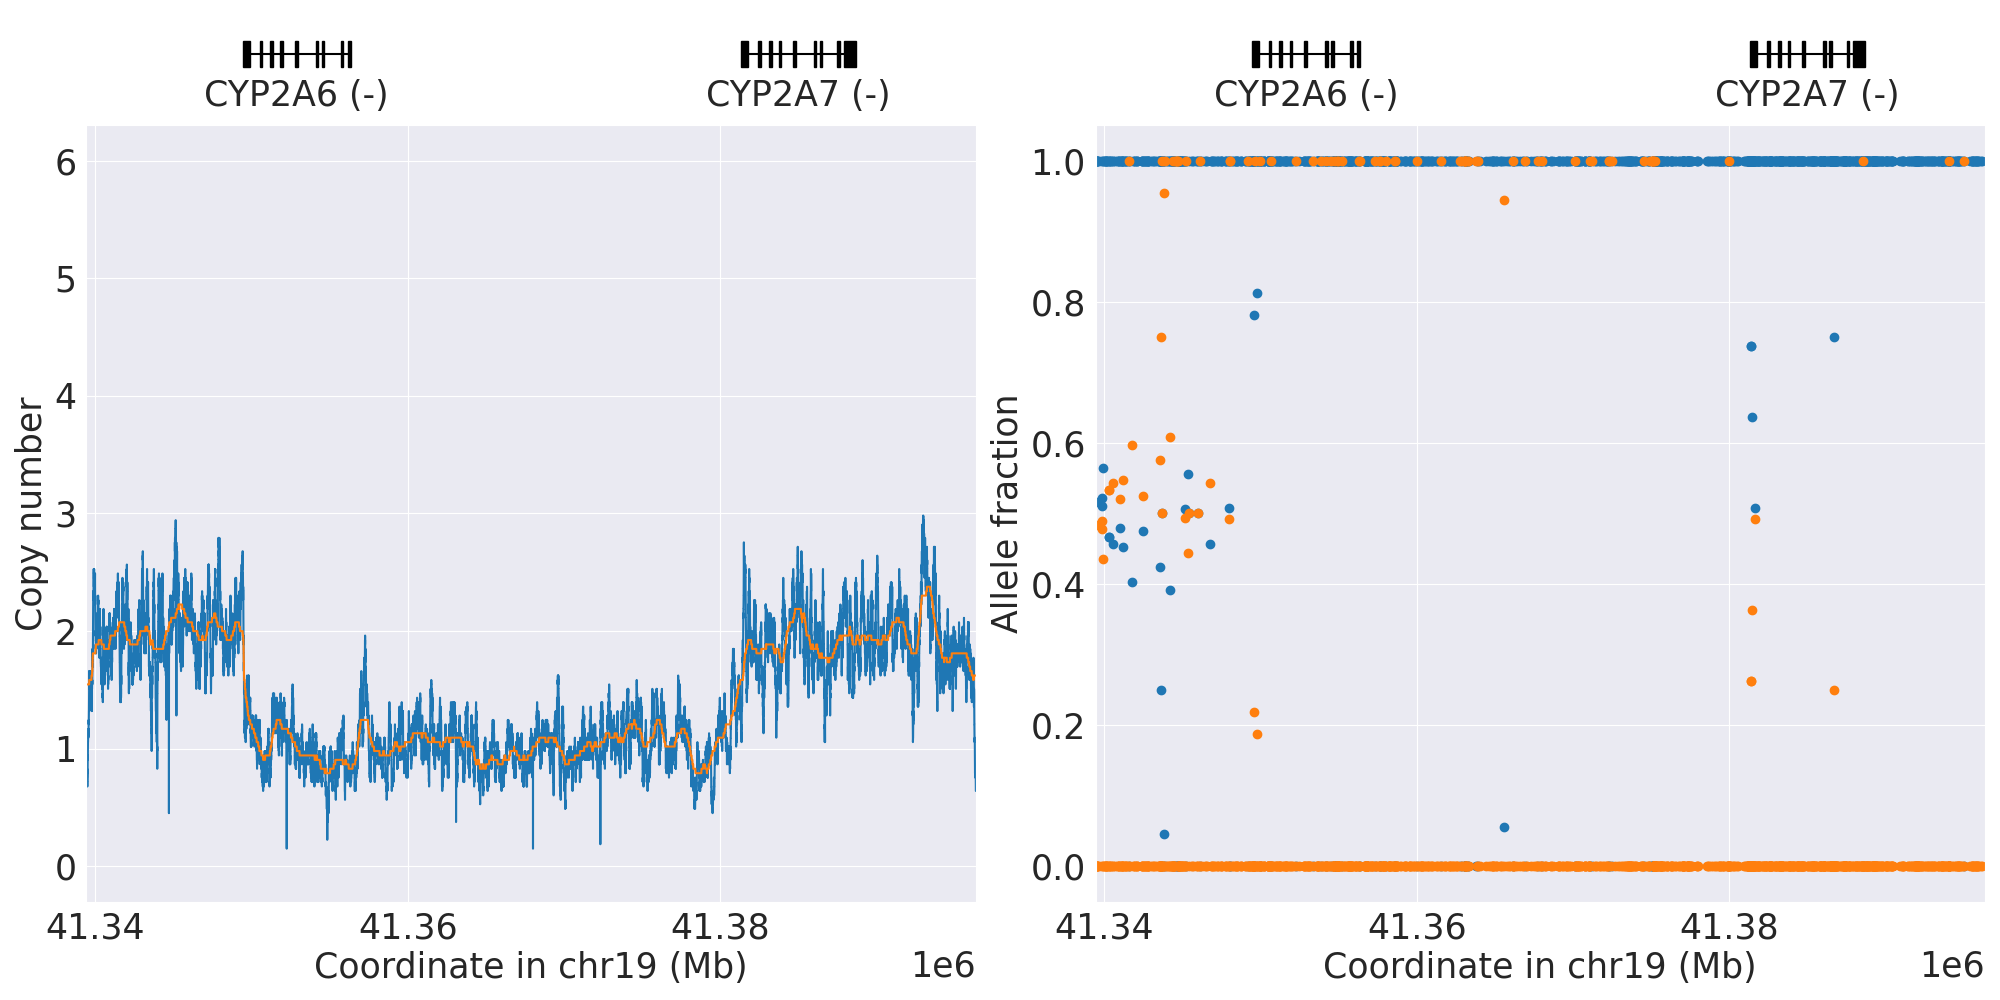 CYP2A6 (-) CYP2A7 (-)
6
5
4
3
2
1
0
Copy number
41.34 41.36 41.38
Coordinate in chr19 (Mb) 1e6
CYP2A6 (-) CYP2A7 (-)
1.0
0.8
0.6
0.4
0.2
0.0
Allele fraction
41.34 41.36 41.38
Coordinate in chr19 (Mb) 1e6